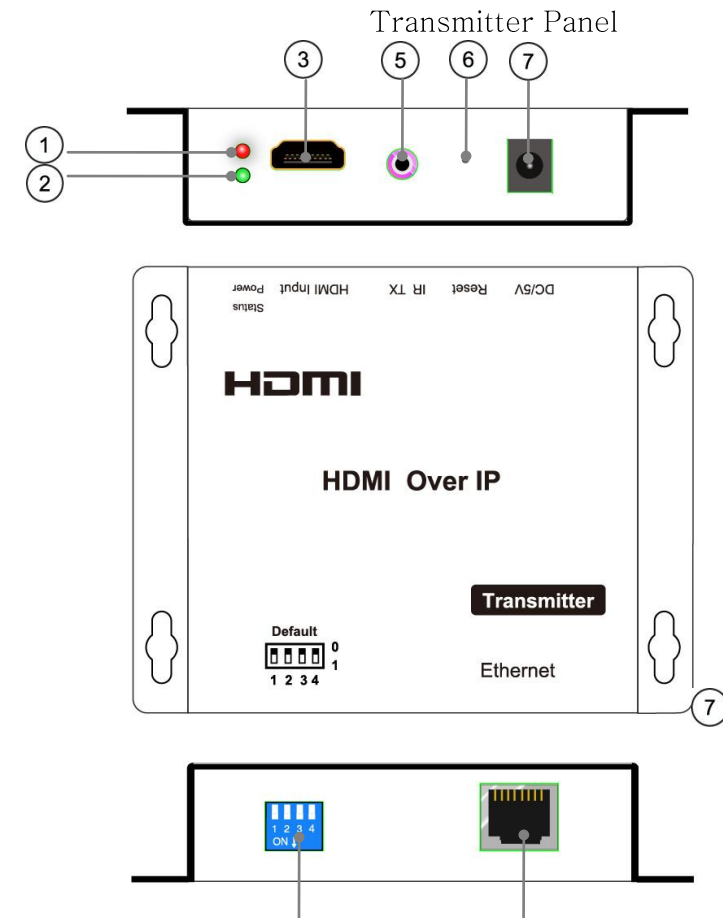 Transmitter Panel
3 5 6 7
1
2
Power HDMI Input IR TX Reset DC/5V
Status
HDMI
HDMI Over IP
Transmitter
Default
0
1
1 2 3 4
Ethernet
7
1 2 3 4
ON